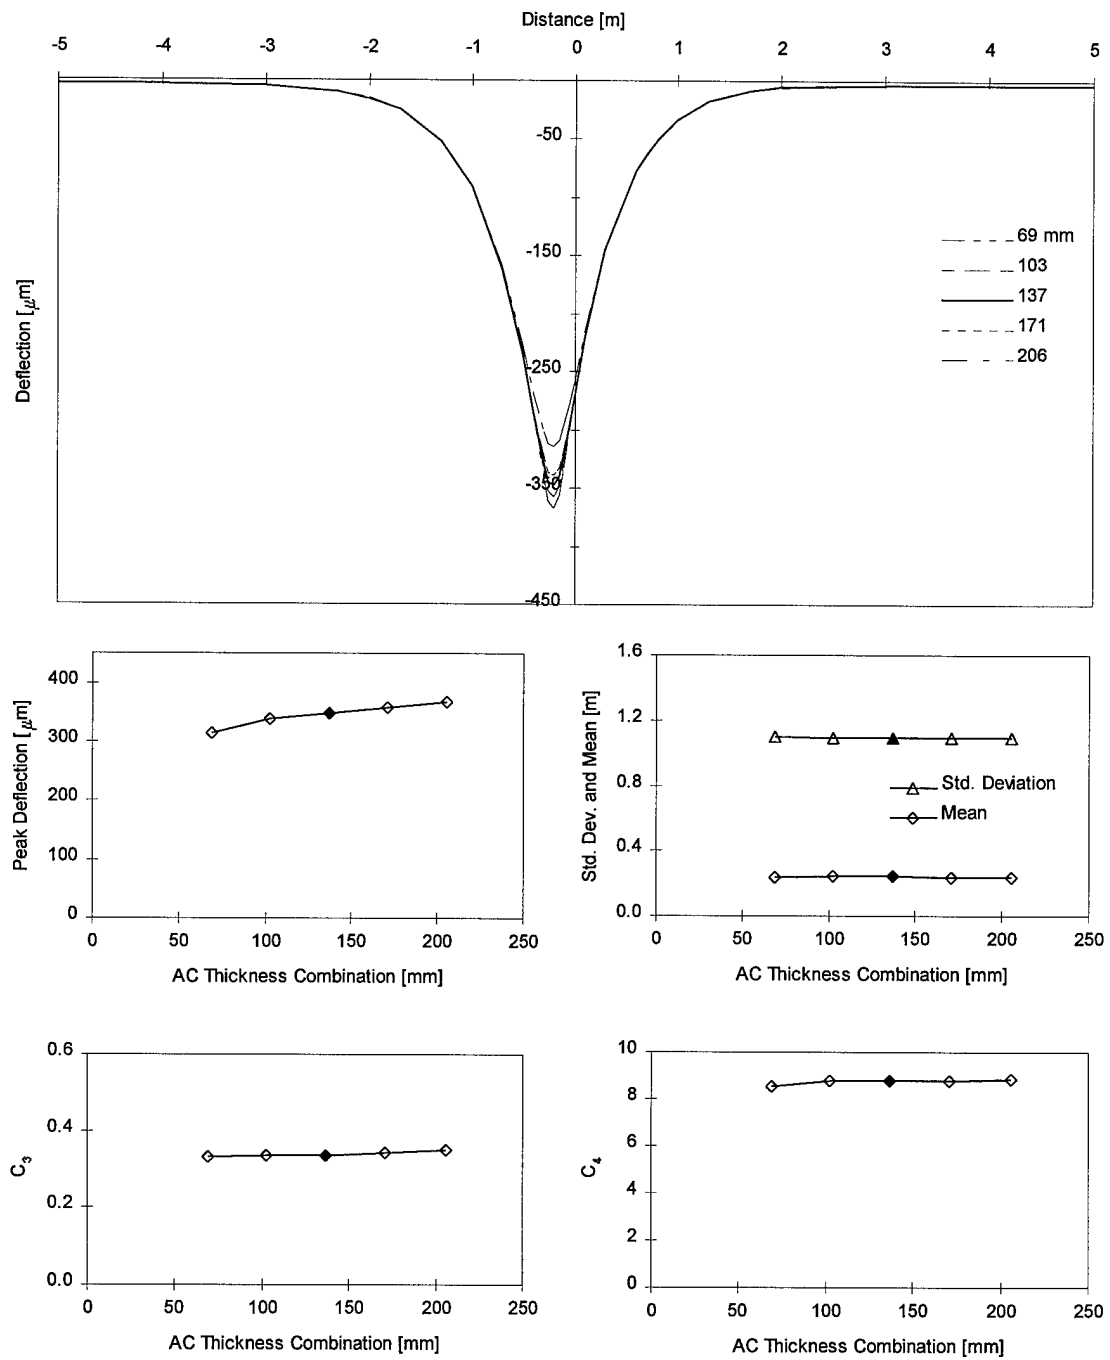 Distance [m]
-5 -4 -3 -2 -1 0 1 2 3 4 5
Deflection [μm]
-50
-150
-250
-350
-450
69 mm
103
137
171
206
Peak Deflection [μm]
400
300
200
100
0
0 50 100 150 200 250
AC Thickness Combination [mm]
Std. Dev. and Mean [m]
1.6
1.2
0.8
0.4
0.0
Std. Deviation
Mean
0 50 100 150 200 250
AC Thickness Combination [mm]
C₃
0.6
0.4
0.2
0.0
0 50 100 150 200 250
AC Thickness Combination [mm]
C₄
10
8
6
4
2
0
0 50 100 150 200 250
AC Thickness Combination [mm]